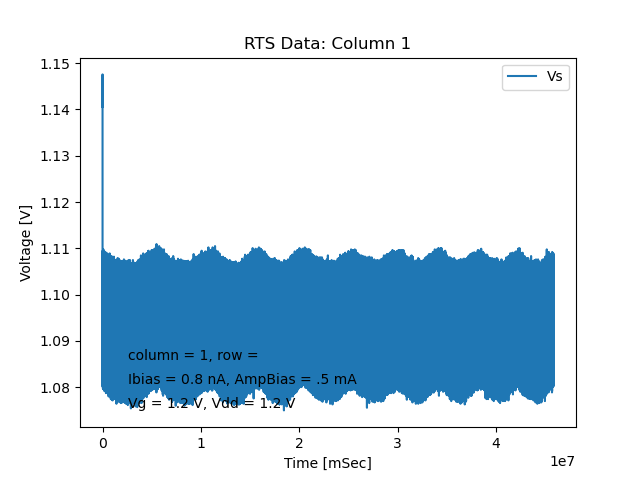 RTS Data: Column 1
Vs
Voltage [V]
1.15
1.14
1.13
1.12
1.11
1.10
1.09
1.08
column = 1, row =
Ibias = 0.8 nA, AmpBias = .5 mA
Vg = 1.2 V, Vdd = 1.2 V
0 1 2 3 4
1e7
Time [mSec]